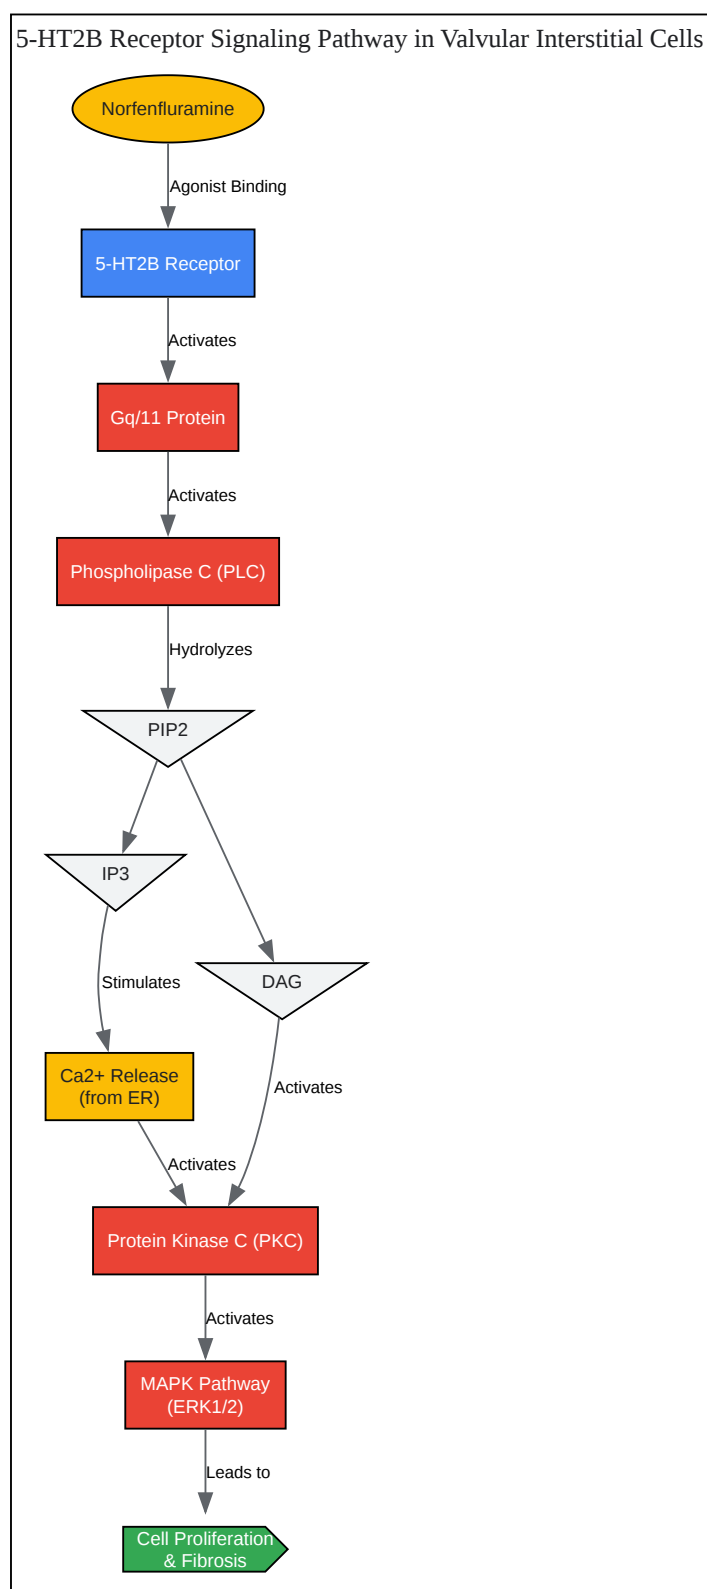 5-HT2B Receptor Signaling Pathway in Valvular Interstitial Cells
Norfenfluramine
Agonist Binding
5-HT2B Receptor
Activates
Gq/11 Protein
Activates
Phospholipase C (PLC)
Hydrolyzes
PIP2
IP3
DAG
Stimulates
Ca2+ Release
(from ER)
Activates
Activates
Protein Kinase C (PKC)
Activates
MAPK Pathway
(ERK1/2)
Leads to
Cell Proliferation
& Fibrosis